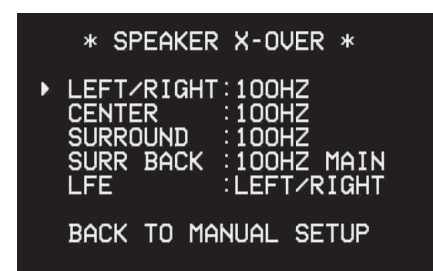 * SPEAKER X-OVER *
LEFT/RIGHT:100HZ
CENTER :100HZ
SURROUND :100HZ
SURR BACK :100HZ MAIN
LFE :LEFT/RIGHT
BACK TO MANUAL SETUP